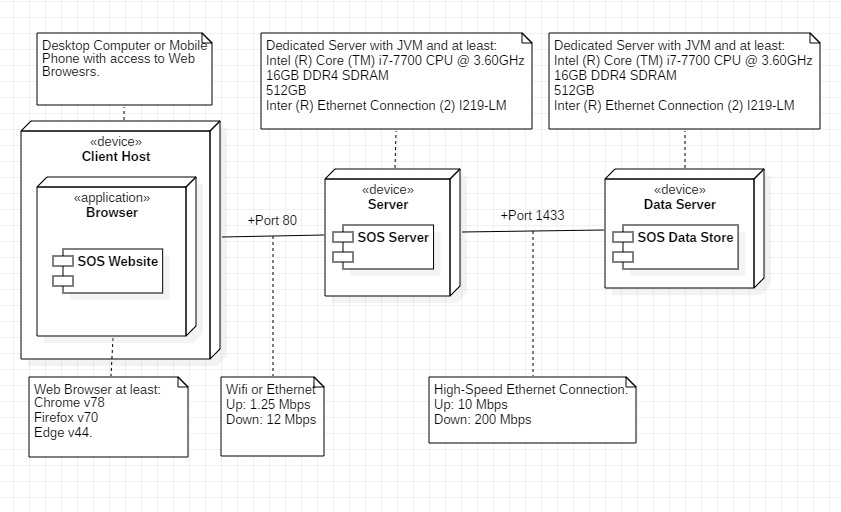 Desktop Computer or Mobile
Phone with access to Web
Browesrs.
Dedicated Server with JVM and at least:
Intel (R) Core (TM) i7-7700 CPU @ 3.60GHz
16GB DDR4 SDRAM
512GB
Inter (R) Ethernet Connection (2) I219-LM
Dedicated Server with JVM and at least:
Intel (R) Core (TM) i7-7700 CPU @ 3.60GHz
16GB DDR4 SDRAM
512GB
Inter (R) Ethernet Connection (2) I219-LM
«device»
Client Host
«application»
Browser
SOS Website
+Port 80
«device»
Server
SOS Server
+Port 1433
«device»
Data Server
SOS Data Store
Web Browser at least:
Chrome v78
Firefox v70
Edge v44.
Wifi or Ethernet
Up: 1.25 Mbps
Down: 12 Mbps
High-Speed Ethernet Connection.
Up: 10 Mbps
Down: 200 Mbps